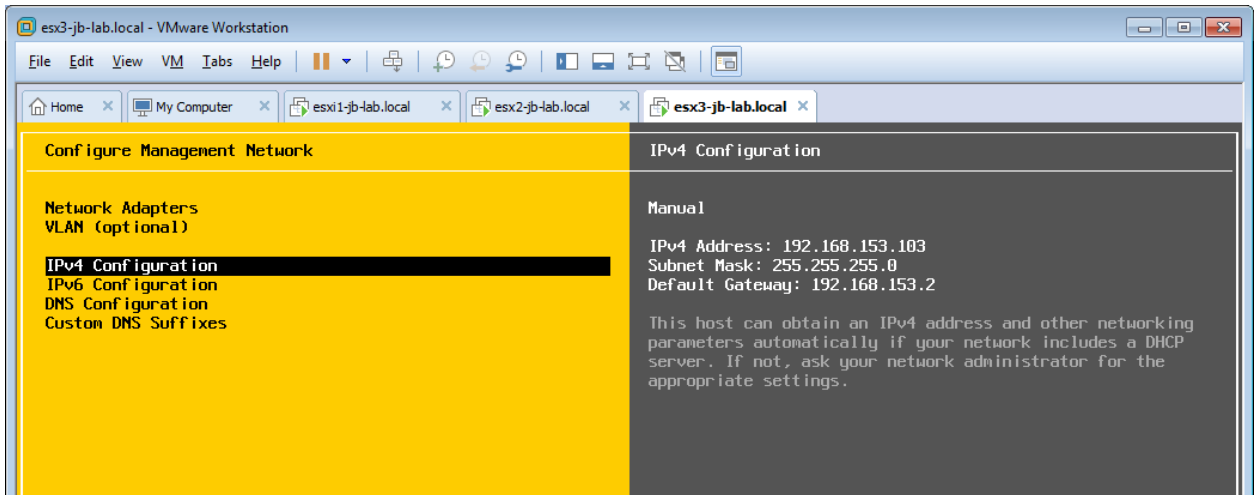 esx3-jb-lab.local - VMware Workstation
File Edit View VM Tabs Help
Home My Computer esxi1-jb-lab.local esx2-jb-lab.local esx3-jb-lab.local
Configure Management Network
Network Adapters
VLAN (optional)
IPv4 Configuration
IPv6 Configuration
DNS Configuration
Custom DNS Suffixes
IPv4 Configuration
Manual
IPv4 Address: 192.168.153.103
Subnet Mask: 255.255.255.0
Default Gateway: 192.168.153.2
This host can obtain an IPv4 address and other networking
parameters automatically if your network includes a DHCP
server. If not, ask your network administrator for the
appropriate settings.